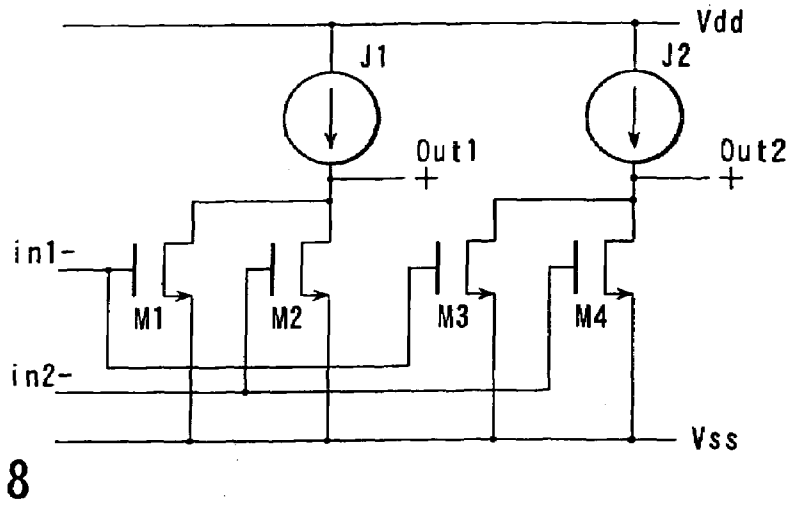 Vdd
J1
J2
Out1
+
Out2
+
in1-
M1
M2
M3
M4
in2-
Vss
8